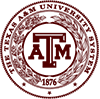 THE TEXAS A&M UNIVERSITY SYSTEM
ATM
1876